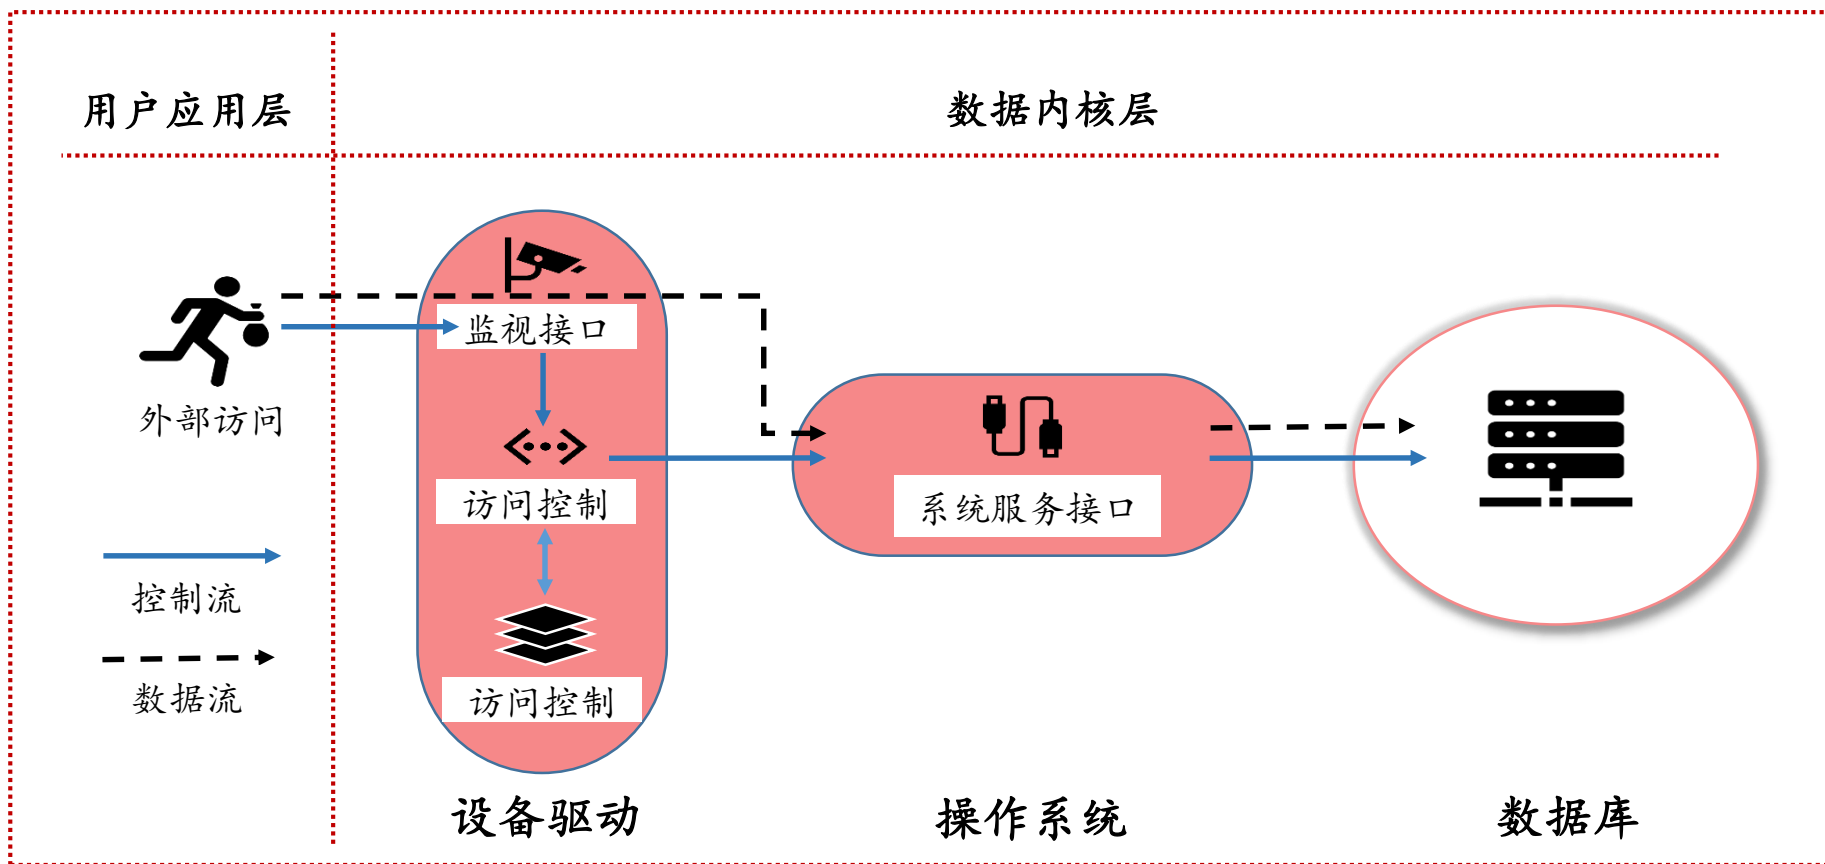 用户应用层
数据内核层
监视接口
外部访问
访问控制
系统服务接口
控制流
访问控制
数据流
设备驱动
操作系统
数据库